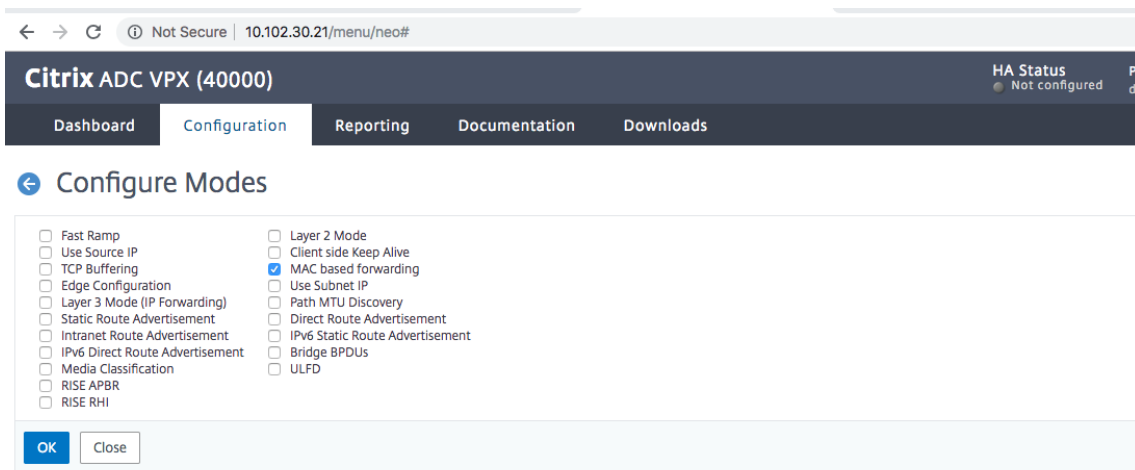 Not Secure | 10.102.30.21/menu/neo#
Citrix ADC VPX (40000)
HA Status
Not configured
P
d
Dashboard Configuration Reporting Documentation Downloads
Configure Modes
Fast Ramp
Use Source IP
TCP Buffering
Edge Configuration
Layer 3 Mode (IP Forwarding)
Static Route Advertisement
Intranet Route Advertisement
IPv6 Direct Route Advertisement
Media Classification
RISE APBR
RISE RHI
Layer 2 Mode
Client side Keep Alive
MAC based forwarding
Use Subnet IP
Path MTU Discovery
Direct Route Advertisement
IPv6 Static Route Advertisement
Bridge BPDUs
ULFD
OK Close